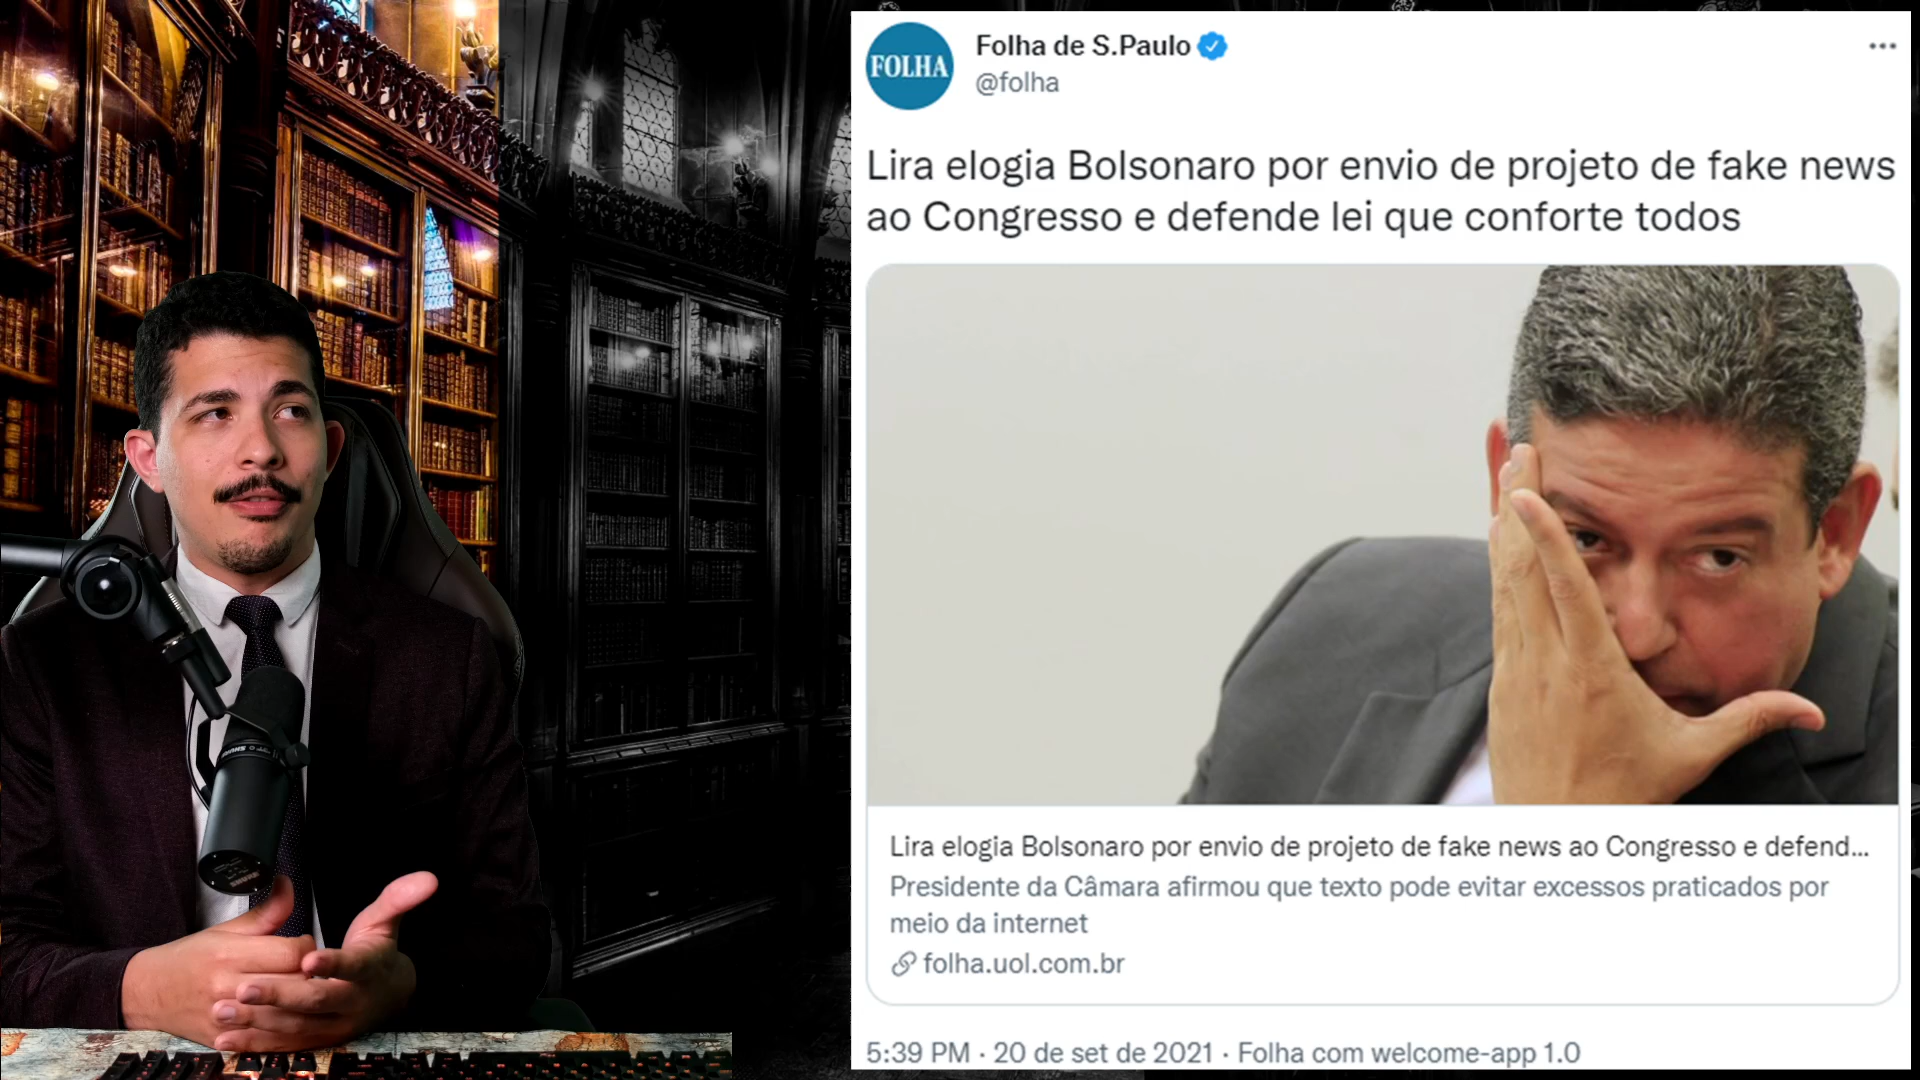 FOLHA
Folha de S.Paulo
@folha
Lira elogia Bolsonaro por envio de projeto de fake news
ao Congresso e defende lei que conforte todos
Lira elogia Bolsonaro por envio de projeto de fake news ao Congresso e defend...
Presidente da Câmara afirmou que texto pode evitar excessos praticados por
meio da internet
folha.uol.com.br
5:39 PM · 20 de set de 2021 · Folha com welcome-app 1.0
SHURE